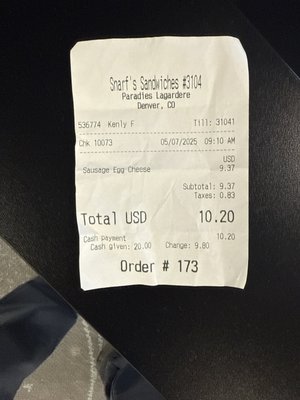 Snarf's Sandwiches #3104
Paradies Lagardere
Denver, CO
536774 Kenly F Till: 31041
Chk 10073 05/07/2025 09:10 AM
USD
Sausage Egg Cheese 9.37
Subtotal: 9.37
Taxes: 0.83
Total USD 10.20
Cash payment 10.20
Cash given: 20.00 Change: 9.80
Order # 173